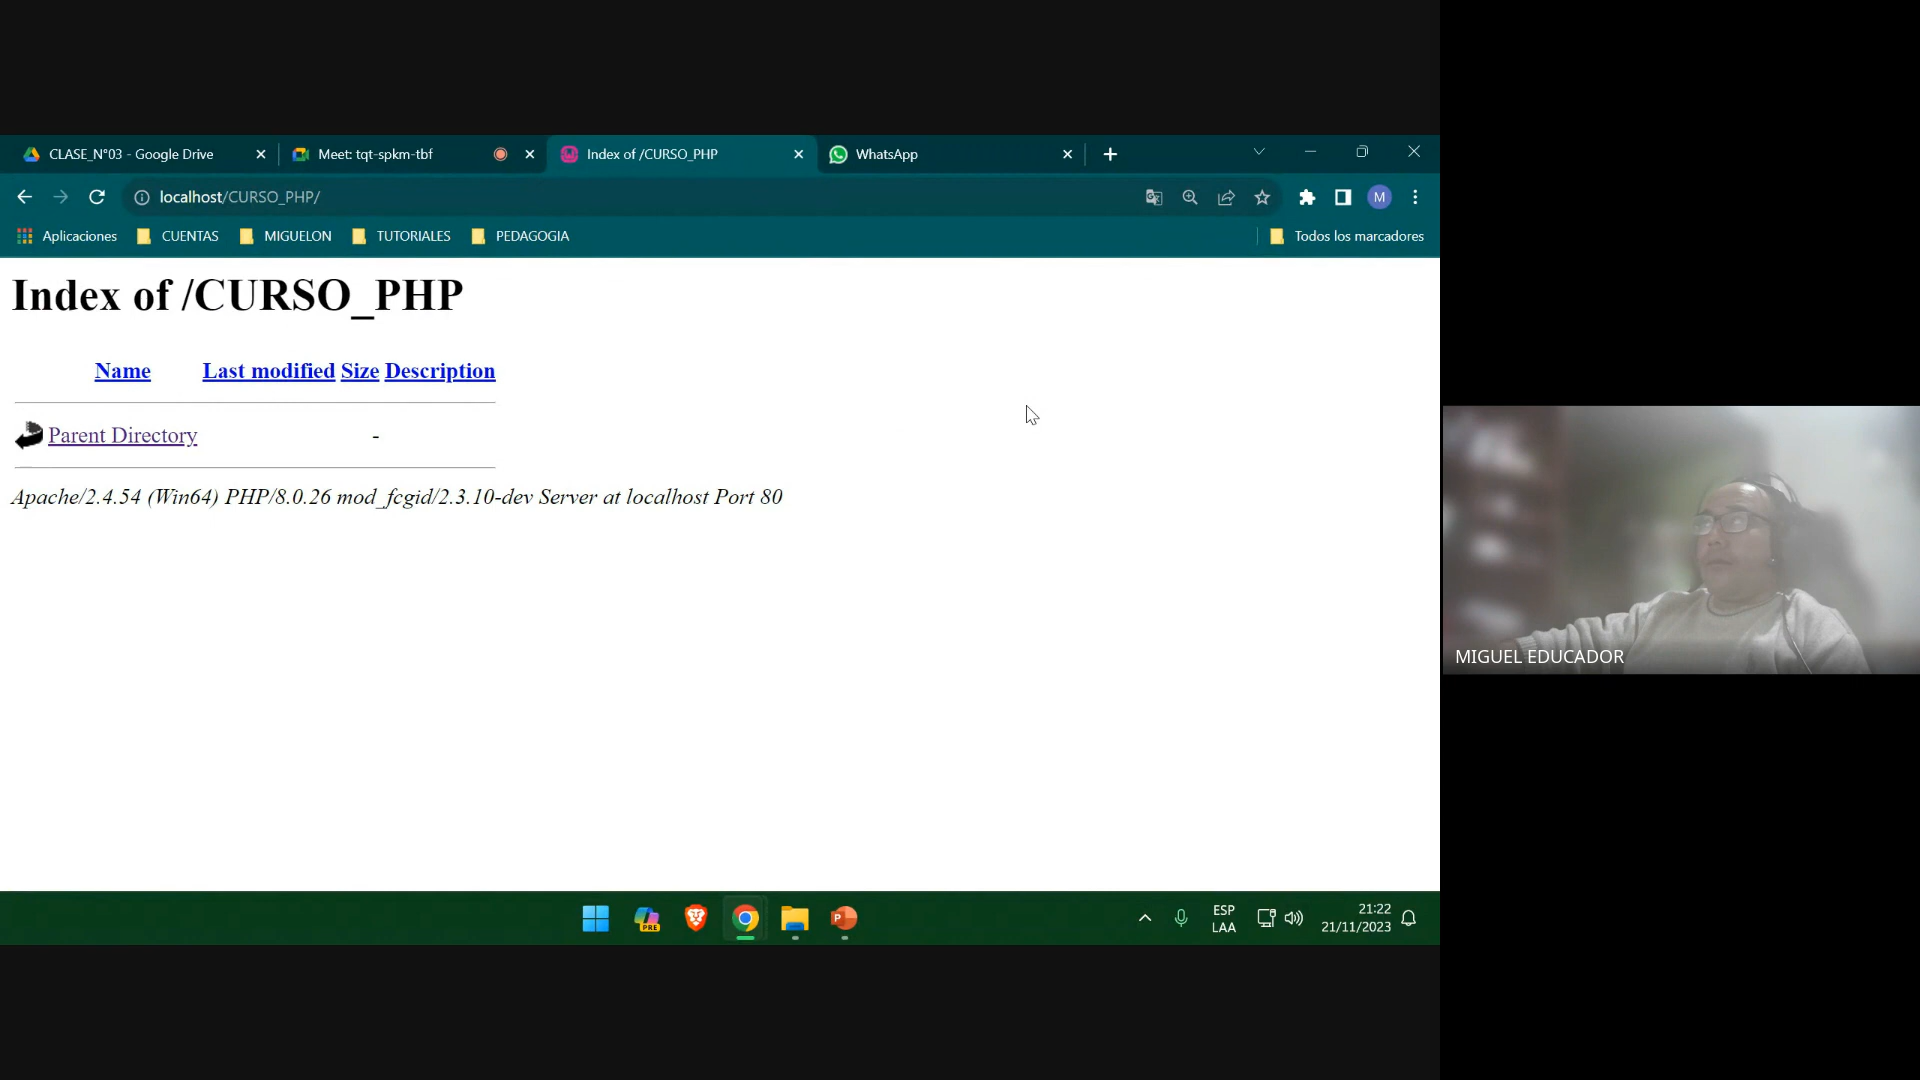 CLASE_N°03 - Google Drive
Meet: tqt-spkm-tbf
Index of /CURSO_PHP
WhatsApp
localhost/CURSO_PHP/
M
Aplicaciones
CUENTAS
MIGUELON
TUTORIALES
PEDAGOGIA
Todos los marcadores
Index of /CURSO_PHP
Name Last modified Size Description
Parent Directory -
Apache/2.4.54 (Win64) PHP/8.0.26 mod_fcgid/2.3.10-dev Server at localhost Port 80
MIGUEL EDUCADOR
PRE
P
ESP
LAA
21:22
21/11/2023